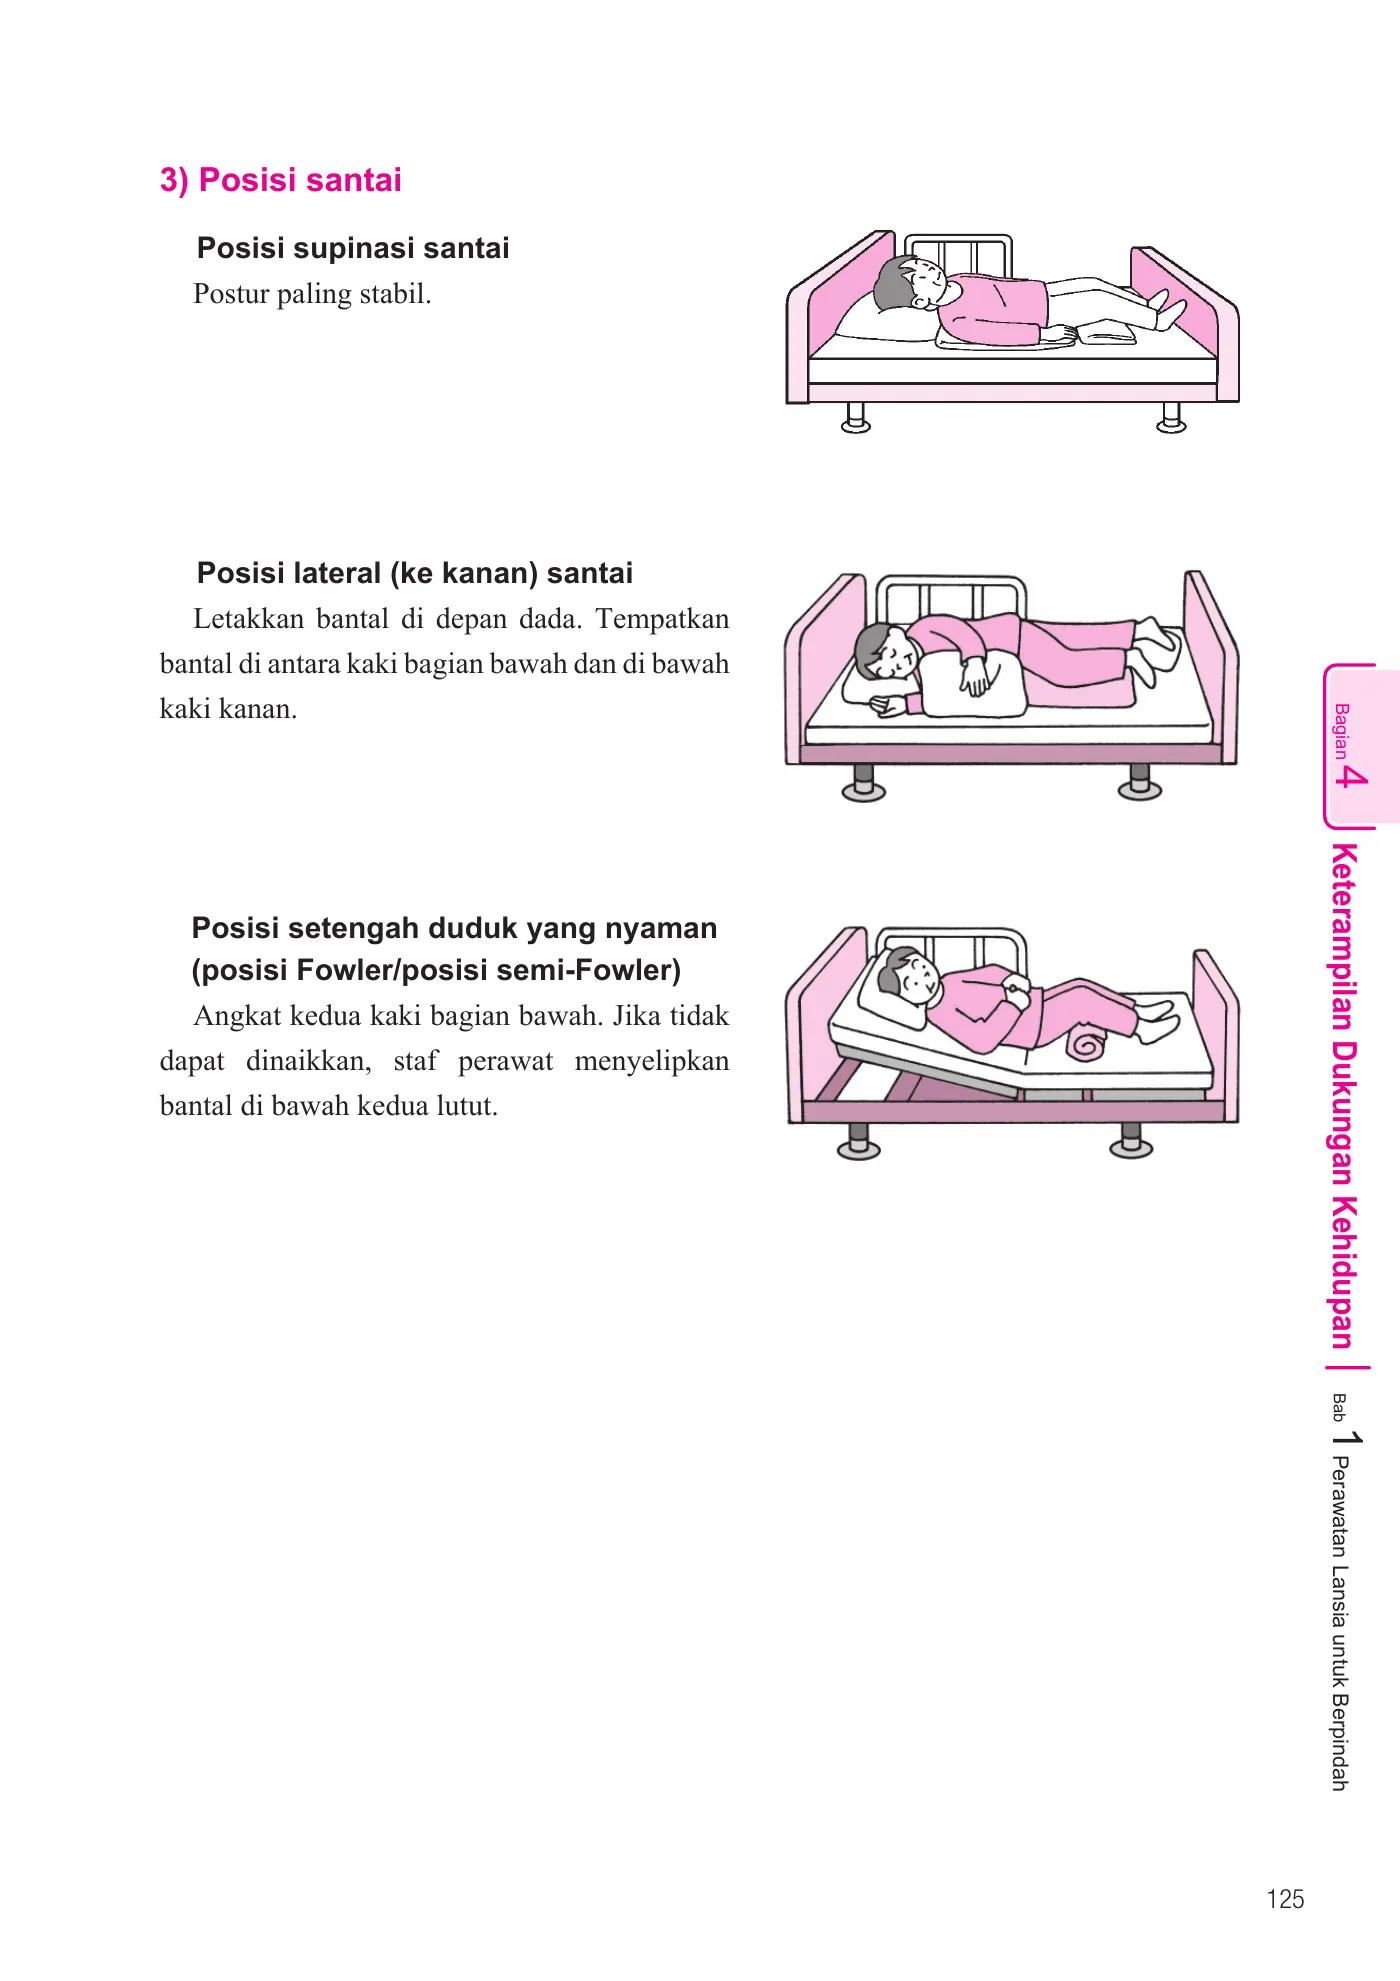 3) Posisi santai
Posisi supinasi santai
Postur paling stabil.
Posisi lateral (ke kanan) santai
Letakkan bantal di depan dada. Tempatkan
bantal di antara kaki bagian bawah dan di bawah
kaki kanan.
Posisi setengah duduk yang nyaman
(posisi Fowler/posisi semi-Fowler)
Angkat kedua kaki bagian bawah. Jika tidak
dapat dinaikkan, staf perawat menyelipkan
bantal di bawah kedua lutut.
Bagian 4 Keterampilan Dukungan Kehidupan
Bab 1 Perawatan Lansia untuk Berpindah
125